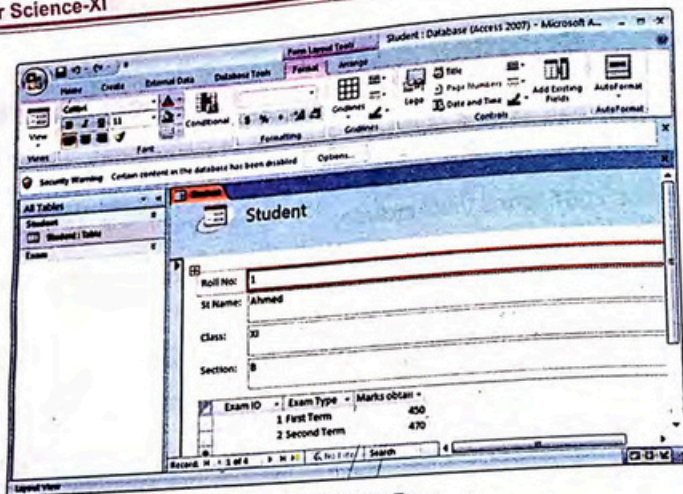 r Science-XI
Form Layout Tools
Student : Database (Access 2007) - Microsoft A...
Home Create External Data Database Tools Format Arrange
View
Calibri
B I U 11
Conditional
$ % ,
Gridlines
Logo
Title
Page Numbers
Date and Time
Add Existing Fields
AutoFormat
Views Font Formatting Gridlines Controls AutoFormat
Security Warning Certain content in the database has been disabled Options...
All Tables
Student
Student : Table
Exam
Student
Roll No: 1
St Name: Ahmed
Class: XI
Section: B
Exam ID Exam Type Marks obtain
1 First Term 450
2 Second Term 470
Record: 1 of 4 Search
Layout View